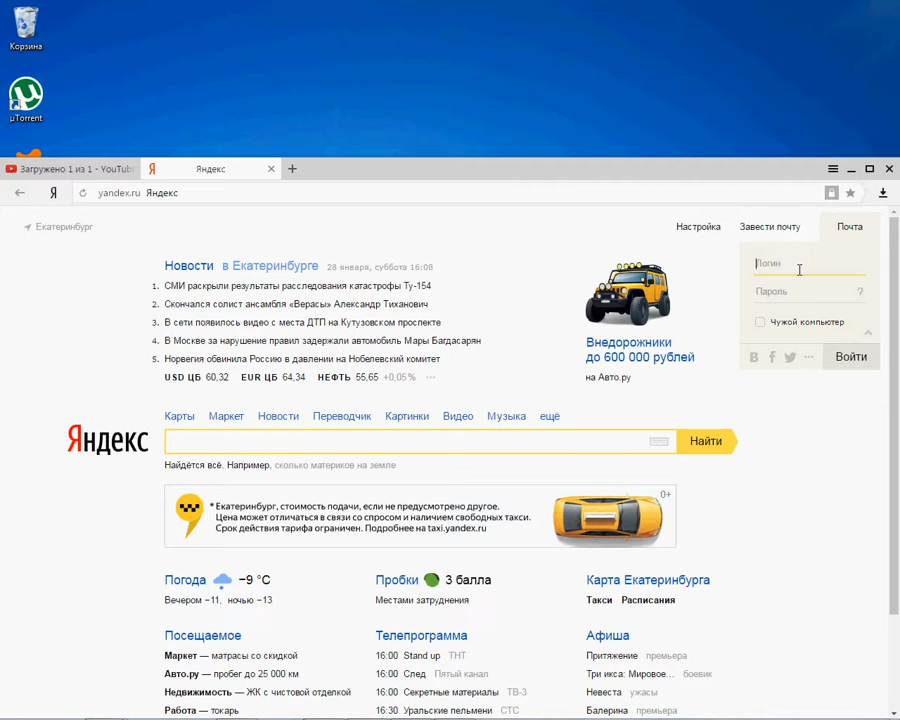 Корзина
µTorrent
Загружено 1 из 1 - YouTub
Яндекс
yandex.ru Яндекс
Екатеринбург
Настройка
Завести почту
Почта
Новости в Екатеринбурге 28 января, суббота 16:08
1. СМИ раскрыли результаты расследования катастрофы Ту-154
2. Скончался солист ансамбля «Верасы» Александр Тиханович
3. В сети появилось видео с места ДТП на Кутузовском проспекте
4. В Москве за нарушение правил задержали автомобиль Мары Багдасарян
5. Норвегия обвинила Россию в давлении на Нобелевский комитет
USD ЦБ 60,32 EUR ЦБ 64,34 НЕФТЬ 55,65 +0,05% ···
Внедорожники
до 600 000 рублей
на Авто.ру
Логин
Пароль ?
Чужой компьютер
Войти
Карты Маркет Новости Переводчик Картинки Видео Музыка ещё
Яндекс
Найти
Найдётся всё. Например, сколько материков на земле
* Екатеринбург, стоимость подачи, если не предусмотрено другое.
Цена может отличаться в связи со спросом и наличием свободных такси.
Срок действия тарифа ограничен. Подробнее на taxi.yandex.ru
0+
Погода −9 °C
Вечером −11, ночью −13
Пробки 3 балла
Местами затруднения
Карта Екатеринбурга
Такси Расписания
Посещаемое
Маркет — матрасы со скидкой
Авто.ру — пробег до 25 000 км
Недвижимость — ЖК с чистовой отделкой
Работа — токарь
Телепрограмма
16:00 Stand up ТНТ
16:00 След Пятый канал
16:00 Секретные материалы ТВ-3
16:30 Уральские пельмени СТС
Афиша
Притяжение премьера
Три икса: Мировое... боевик
Невеста ужасы
Балерина премьера